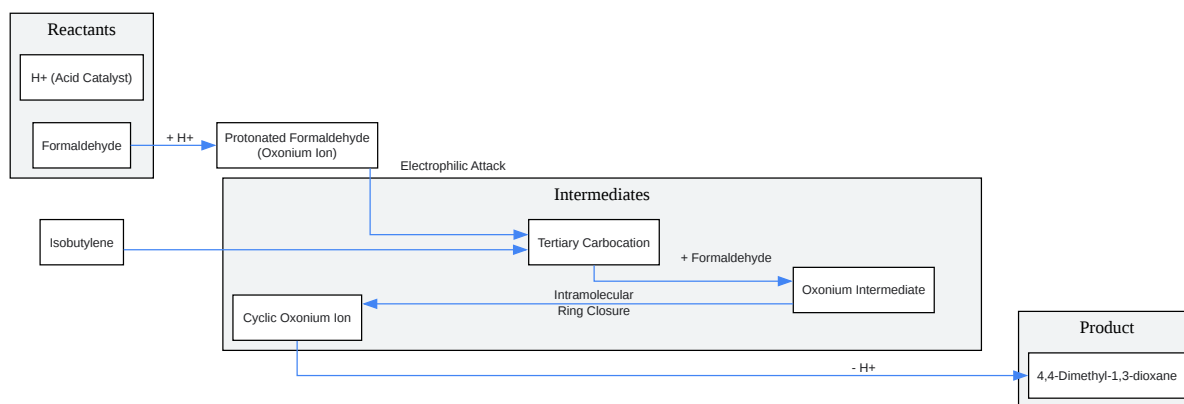 Reactants
H+ (Acid Catalyst)
Formaldehyde
+ H+
Protonated Formaldehyde
(Oxonium Ion)
Electrophilic Attack
Intermediates
Isobutylene
Tertiary Carbocation
+ Formaldehyde
Oxonium Intermediate
Intramolecular
Ring Closure
Cyclic Oxonium Ion
Product
- H+
4,4-Dimethyl-1,3-dioxane